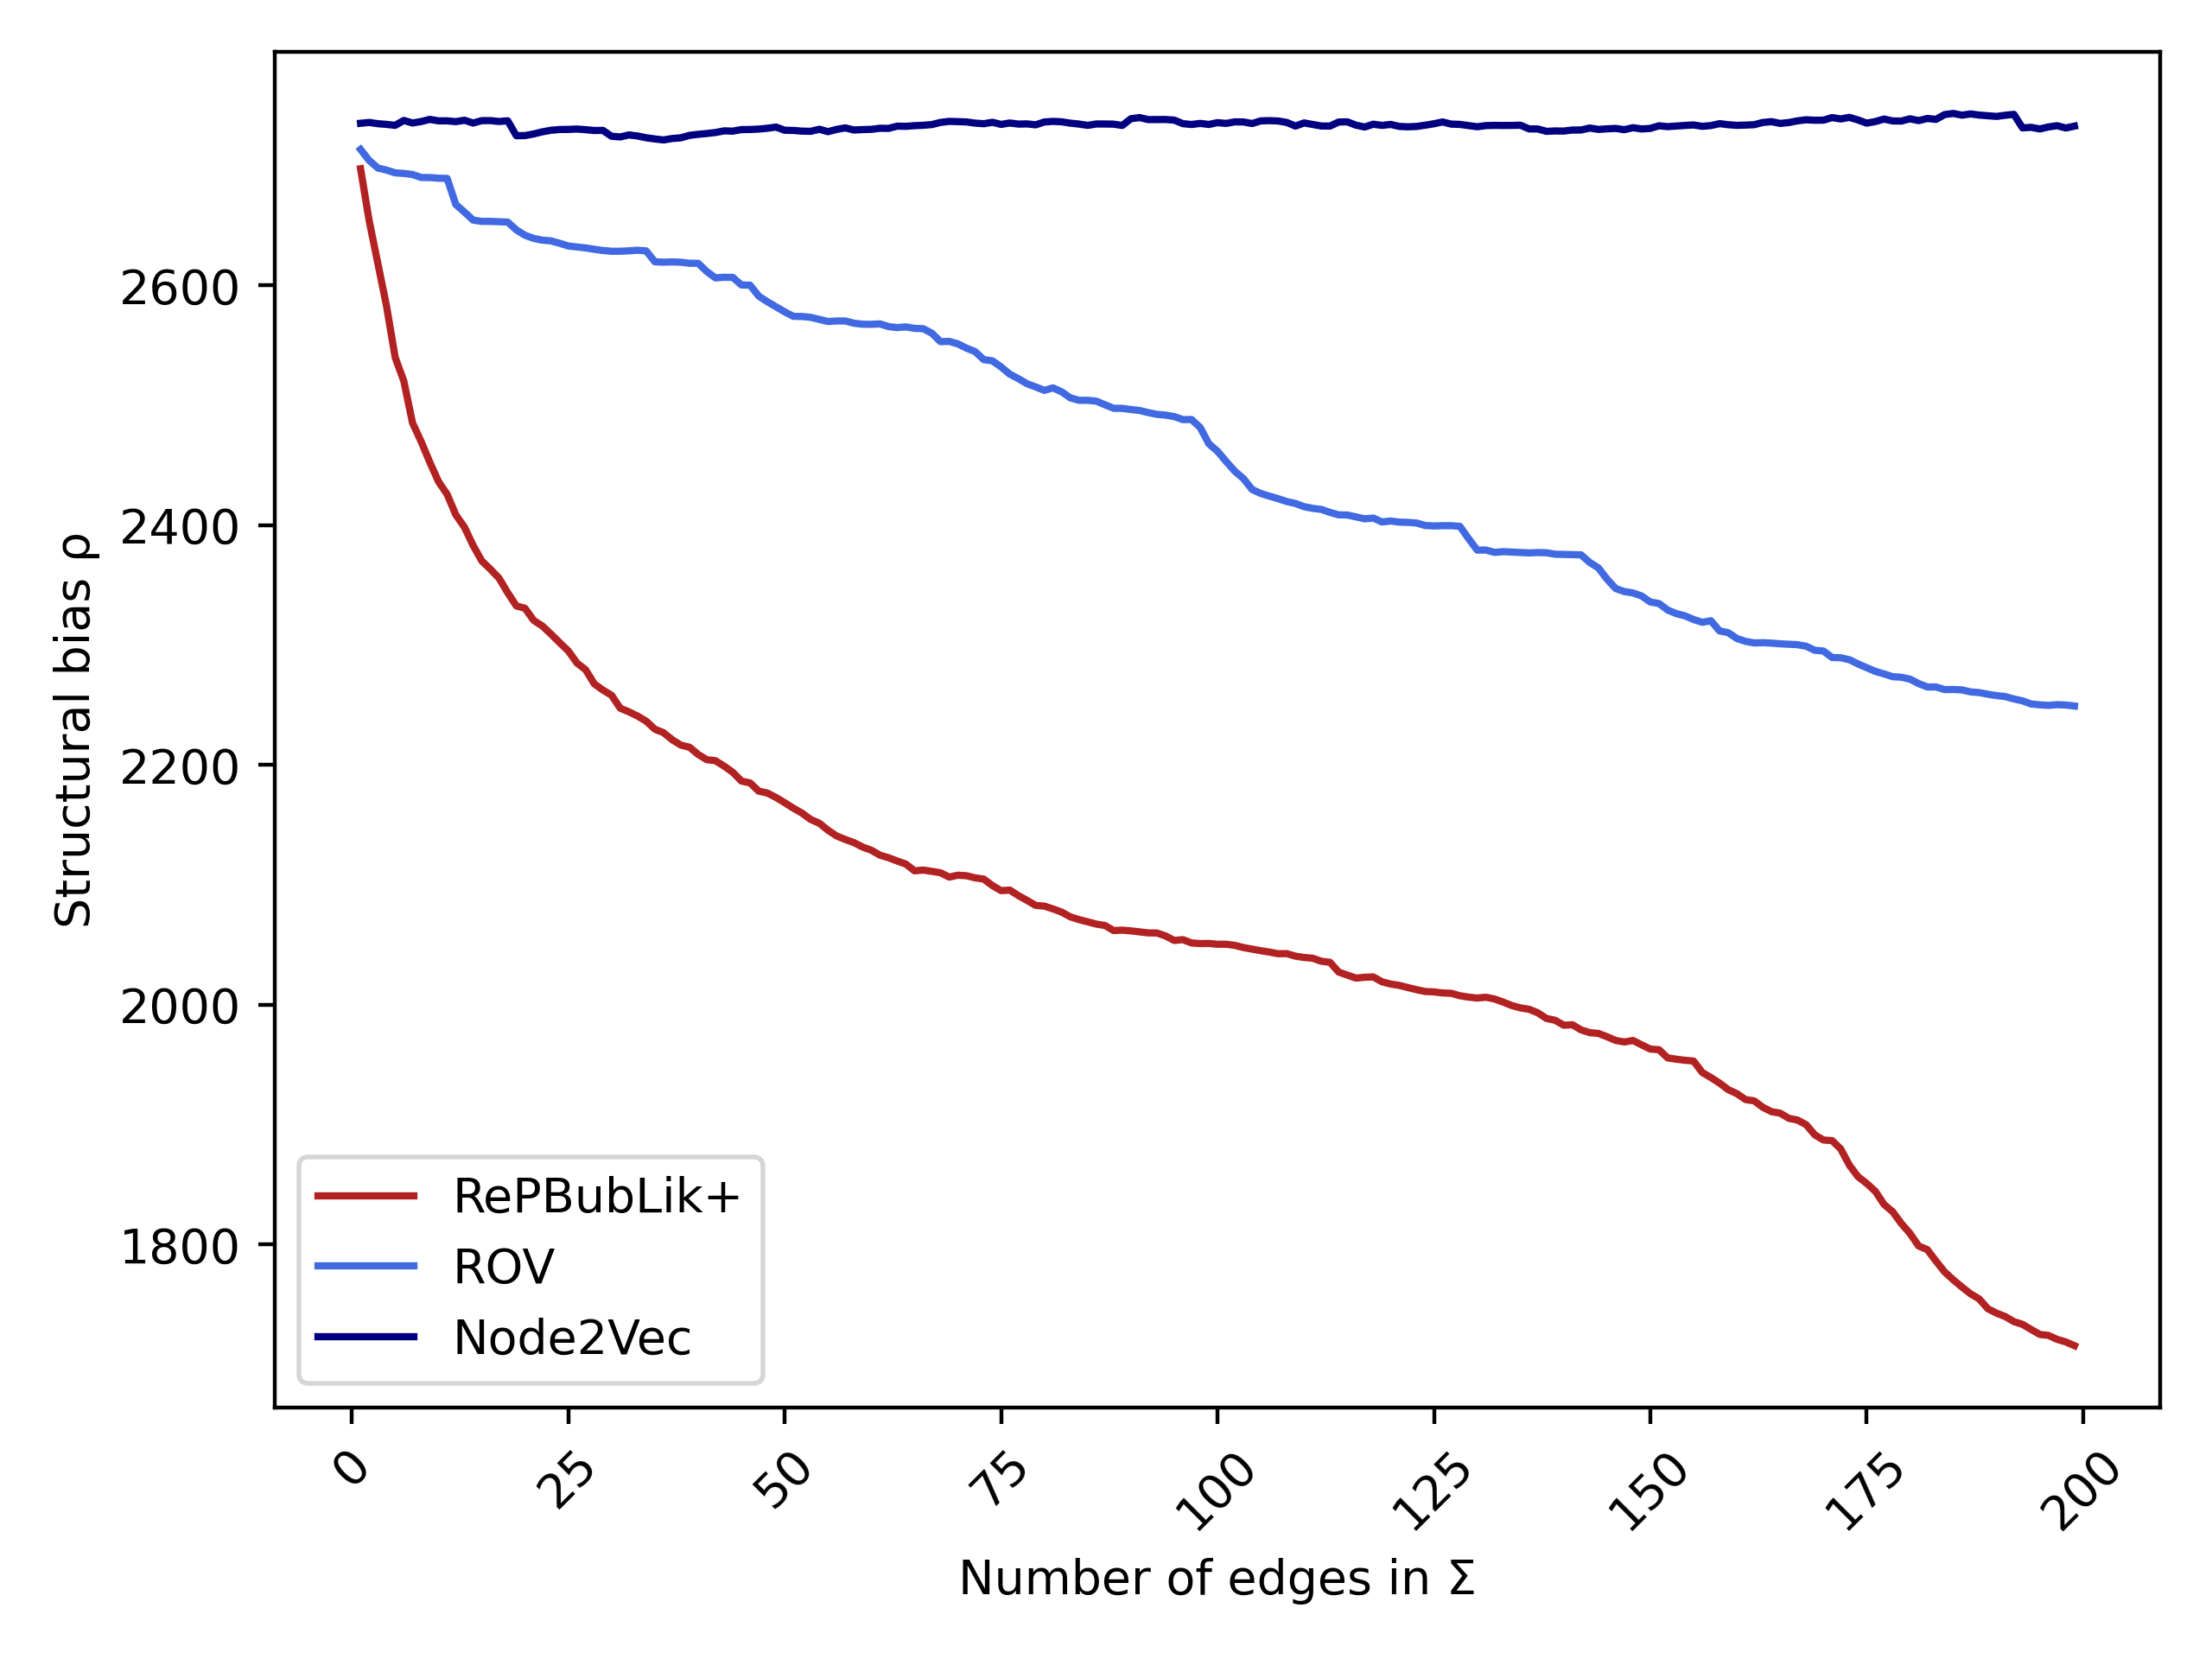 Structural bias ρ
2600
2400
2200
2000
1800
RePBubLik+
ROV
Node2Vec
0 25 50 75 100 125 150 175 200
Number of edges in Σ